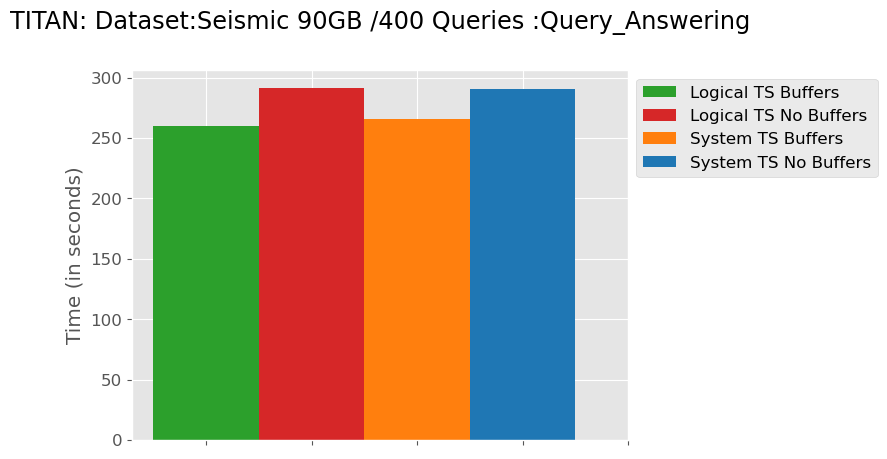 TITAN: Dataset:Seismic 90GB /400 Queries :Query_Answering
300
250
200
150
100
50
0
Time (in seconds)
Logical TS Buffers
Logical TS No Buffers
System TS Buffers
System TS No Buffers